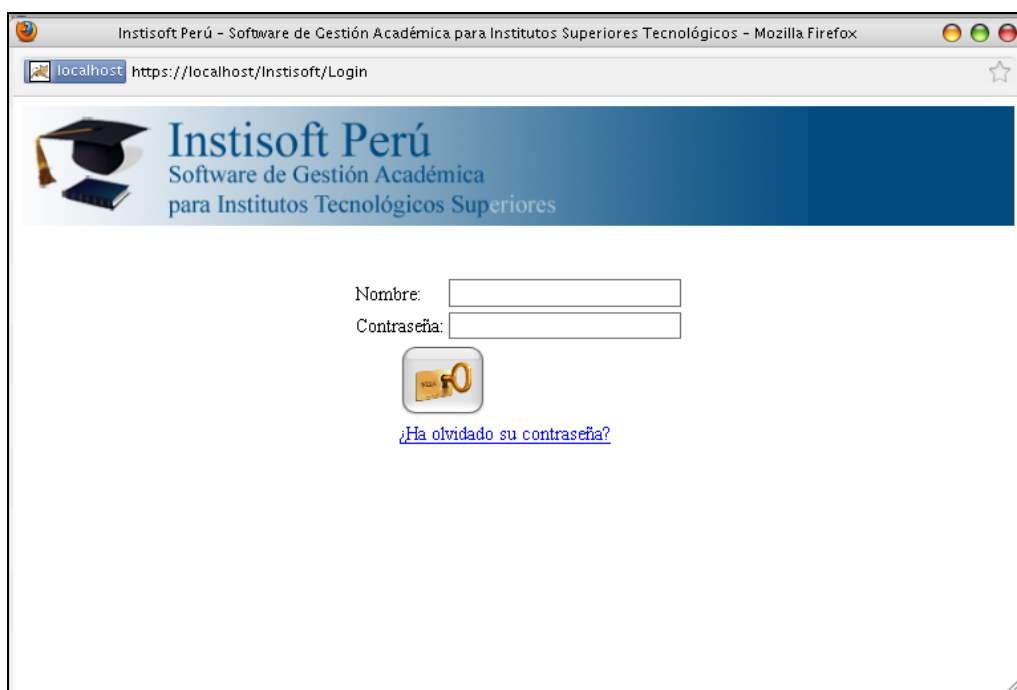 Instisoft Perú - Software de Gestión Académica para Institutos Superiores Tecnológicos - Mozilla Firefox
localhost https://localhost/Instisoft/Login
Instisoft Perú
Software de Gestión Académica
para Institutos Tecnológicos Superiores
Nombre:
Contraseña:
¿Ha olvidado su contraseña?